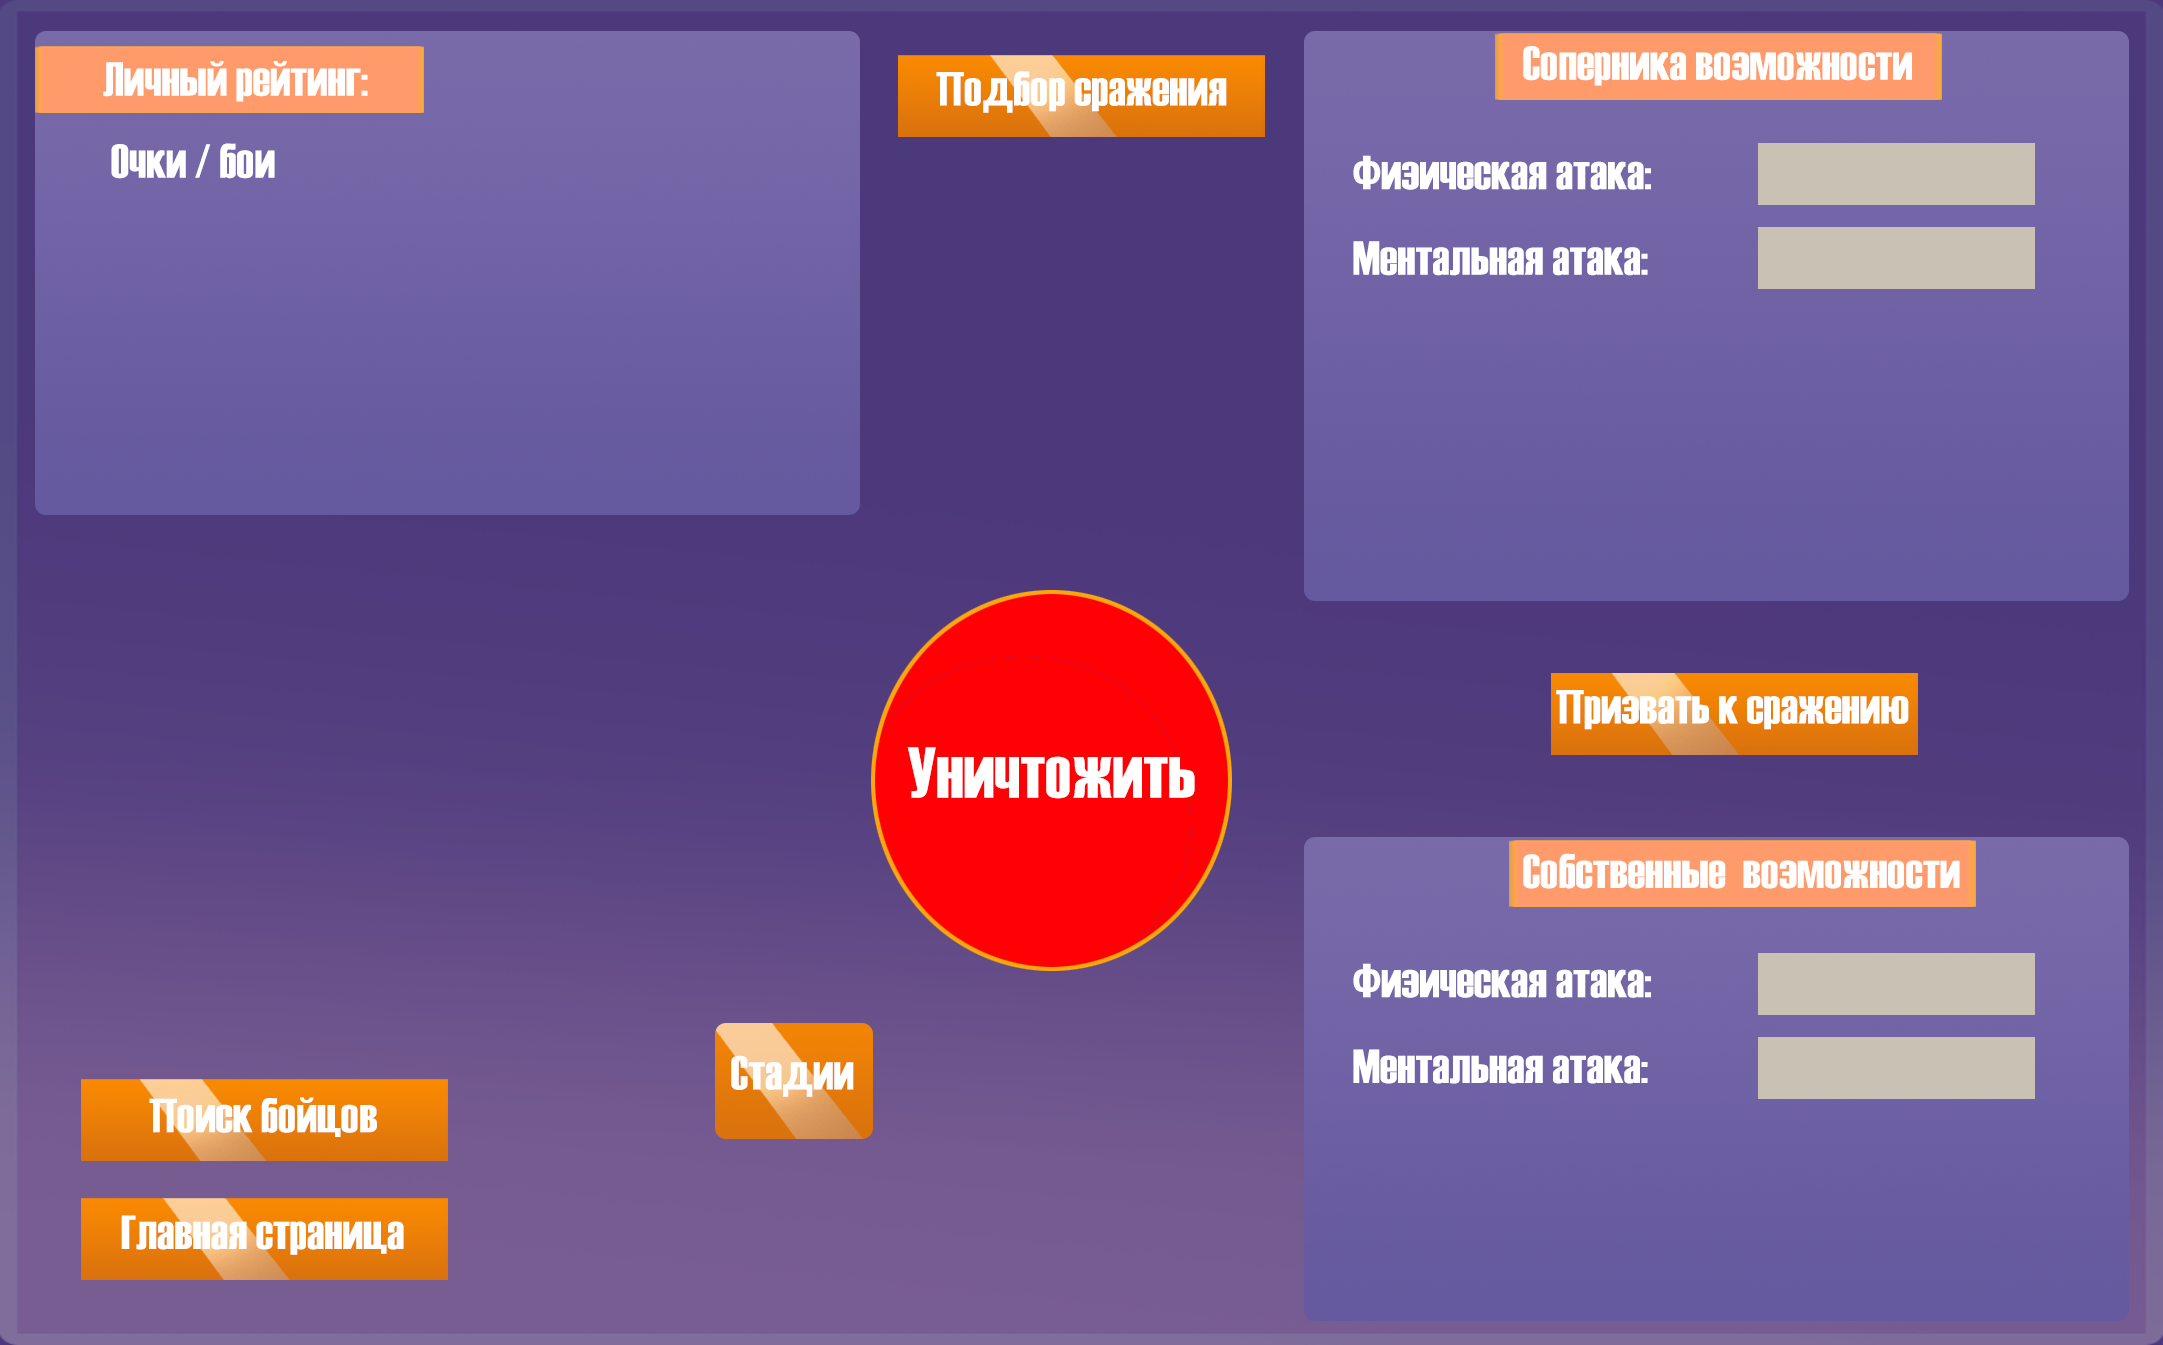 Личный рейтинг:
Очки / бои
Подбор сражения
Соперника возможности
Физическая атака:
Ментальная атака:
Призвать к сражению
Уничтожить
Собственные возможности
Физическая атака:
Ментальная атака:
Стадии
Поиск бойцов
Главная страница